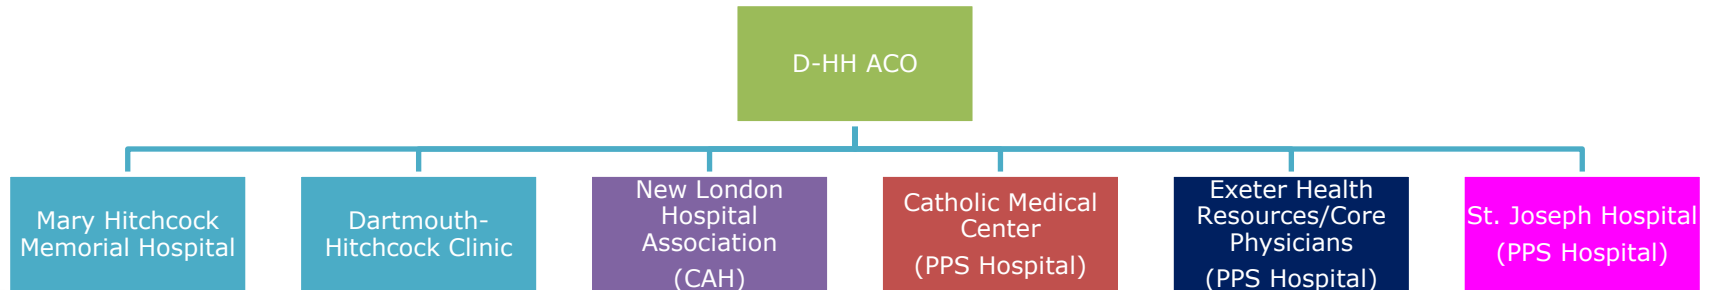 D-HH ACO
Mary Hitchcock
Memorial Hospital
Dartmouth-
Hitchcock Clinic
New London
Hospital
Association
(CAH)
Catholic Medical
Center
(PPS Hospital)
Exeter Health
Resources/Core
Physicians
(PPS Hospital)
St. Joseph Hospital
(PPS Hospital)